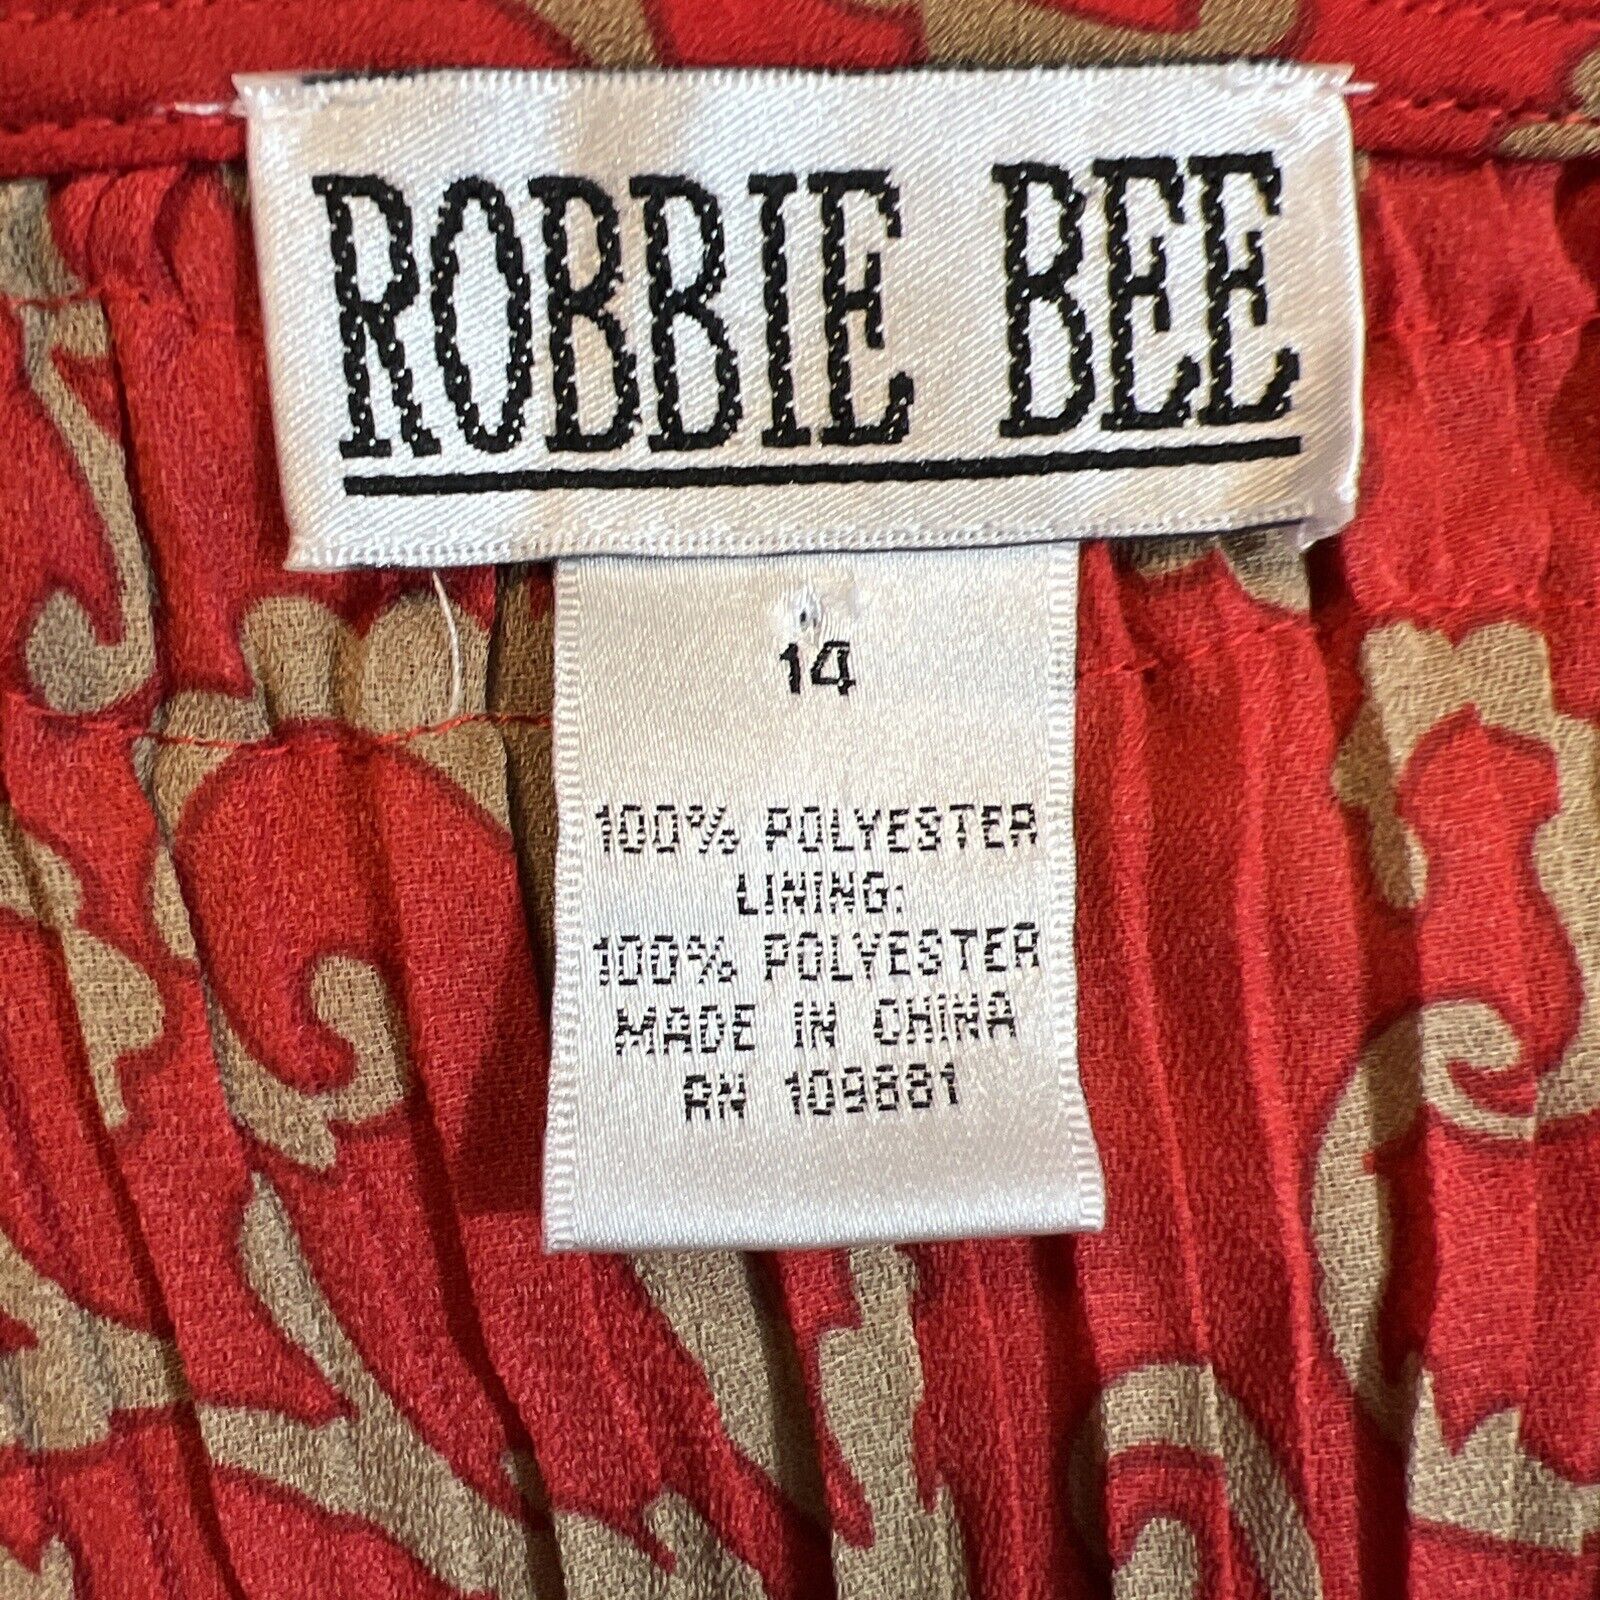 ROBBIE BEE
14
100% POLYESTER
LINING:
100% POLYESTER
MADE IN CHINA
RN 109881